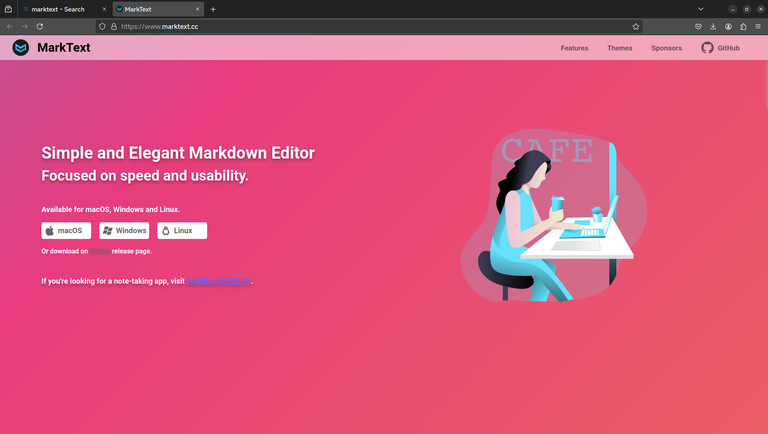 marktext - Search
MarkText
https://www.marktext.cc
MarkText
Features
Themes
Sponsors
GitHub
Simple and Elegant Markdown Editor
Focused on speed and usability.
CAFE
Available for macOS, Windows and Linux.
macOS
Windows
Linux
Or download on GitHub release page.
If you're looking for a note-taking app, visit